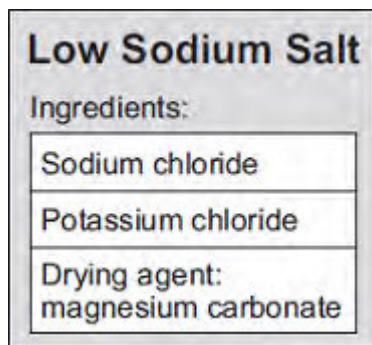 Low Sodium Salt
Ingredients:
Sodium chloride
Potassium chloride
Drying agent:
magnesium carbonate